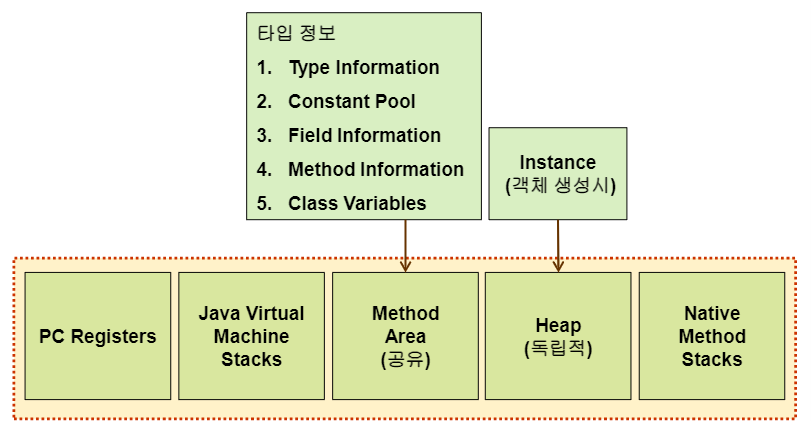 타입 정보
1. Type Information
2. Constant Pool
3. Field Information
4. Method Information
5. Class Variables
Instance
(객체 생성시)
PC Registers
Java Virtual
Machine
Stacks
Method
Area
(공유)
Heap
(독립적)
Native
Method
Stacks